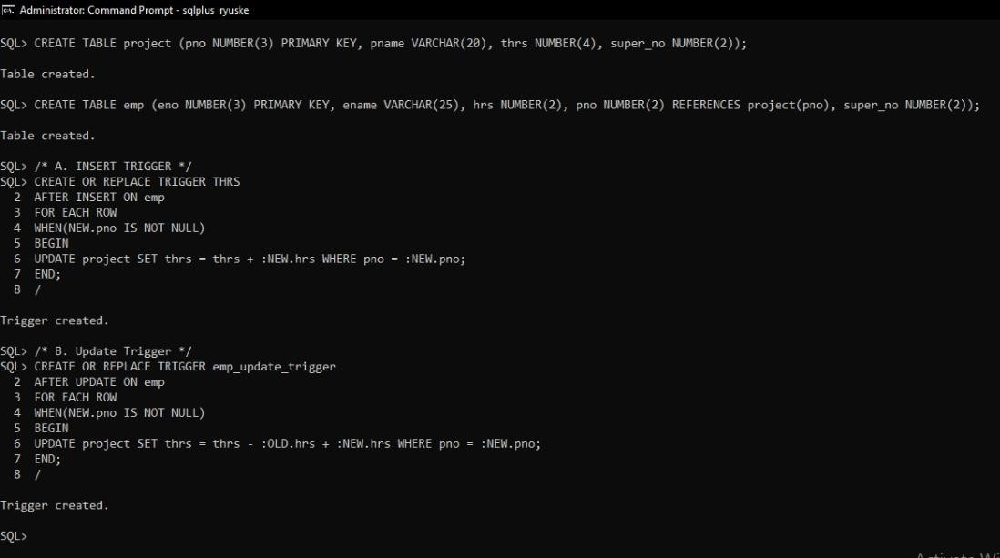 Administrator: Command Prompt - sqlplus ryuske
SQL> CREATE TABLE project (pno NUMBER(3) PRIMARY KEY, pname VARCHAR(20), thrs NUMBER(4), super_no NUMBER(2));
Table created.
SQL> CREATE TABLE emp (eno NUMBER(3) PRIMARY KEY, ename VARCHAR(25), hrs NUMBER(2), pno NUMBER(2) REFERENCES project(pno), super_no NUMBER(2));
Table created.
SQL> /* A. INSERT TRIGGER */
SQL> CREATE OR REPLACE TRIGGER THRS
2 AFTER INSERT ON emp
3 FOR EACH ROW
4 WHEN(NEW.pno IS NOT NULL)
5 BEGIN
6 UPDATE project SET thrs = thrs + :NEW.hrs WHERE pno = :NEW.pno;
7 END;
8 /
Trigger created.
SQL> /* B. Update Trigger */
SQL> CREATE OR REPLACE TRIGGER emp_update_trigger
2 AFTER UPDATE ON emp
3 FOR EACH ROW
4 WHEN(NEW.pno IS NOT NULL)
5 BEGIN
6 UPDATE project SET thrs = thrs - :OLD.hrs + :NEW.hrs WHERE pno = :NEW.pno;
7 END;
8 /
Trigger created.
SQL>